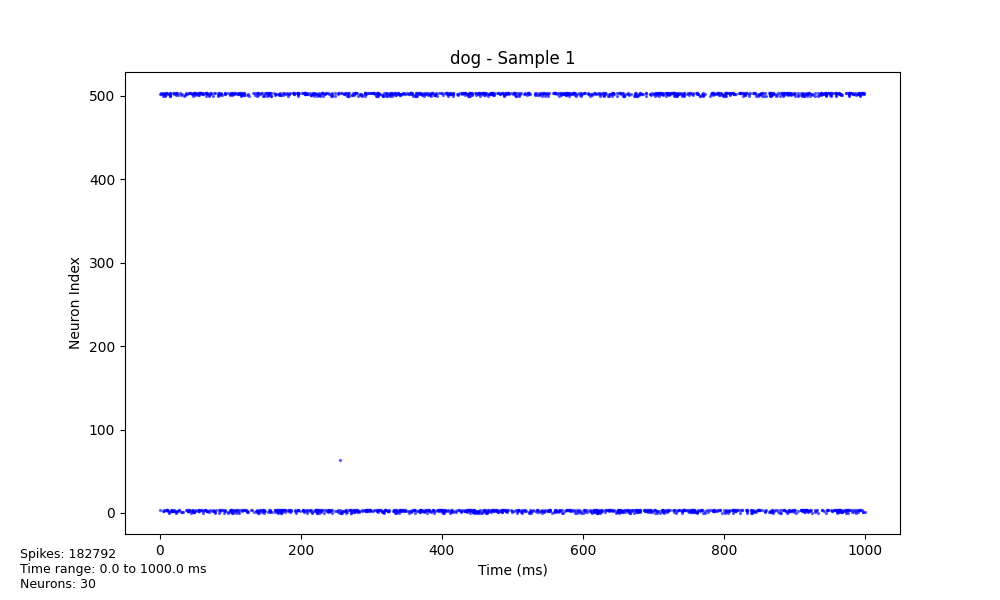 dog - Sample 1
500
400
300
200
100
0
Neuron Index
0 200 400 600 800 1000
Time (ms)
Spikes: 182792
Time range: 0.0 to 1000.0 ms
Neurons: 30